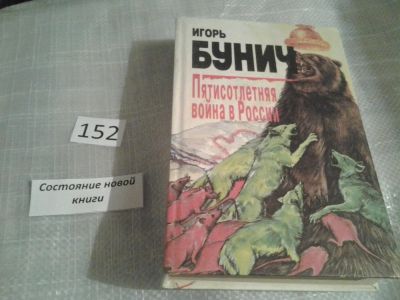 ИГОРЬ
БУНИЧ
Пятисотлетняя
война в России
152
Состояние новой
книги